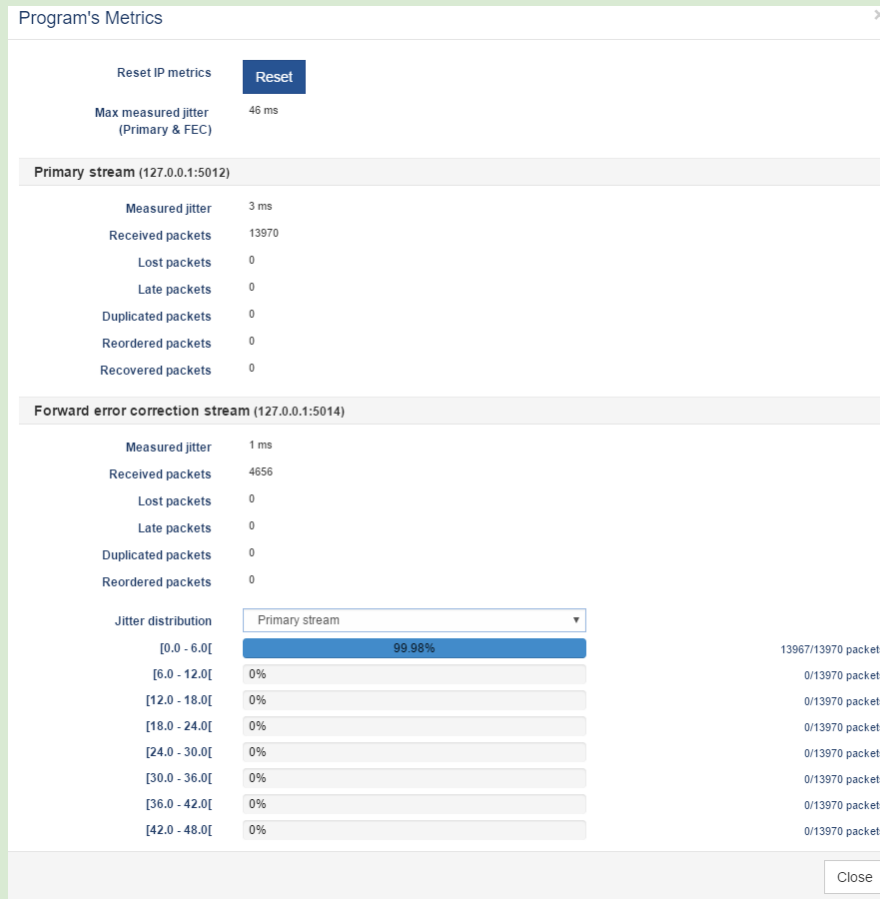 Program's Metrics
×
Reset IP metrics
Reset
Max measured jitter
(Primary & FEC)
46 ms
Primary stream (127.0.0.1:5012)
Measured jitter 3 ms
Received packets 13970
Lost packets 0
Late packets 0
Duplicated packets 0
Reordered packets 0
Recovered packets 0
Forward error correction stream (127.0.0.1:5014)
Measured jitter 1 ms
Received packets 4656
Lost packets 0
Late packets 0
Duplicated packets 0
Reordered packets 0
Jitter distribution Primary stream
[0.0 - 6.0[ 99.98% 13967/13970 packet
[6.0 - 12.0[ 0% 0/13970 packet
[12.0 - 18.0[ 0% 0/13970 packet
[18.0 - 24.0[ 0% 0/13970 packet
[24.0 - 30.0[ 0% 0/13970 packet
[30.0 - 36.0[ 0% 0/13970 packet
[36.0 - 42.0[ 0% 0/13970 packet
[42.0 - 48.0[ 0% 0/13970 packet
Close